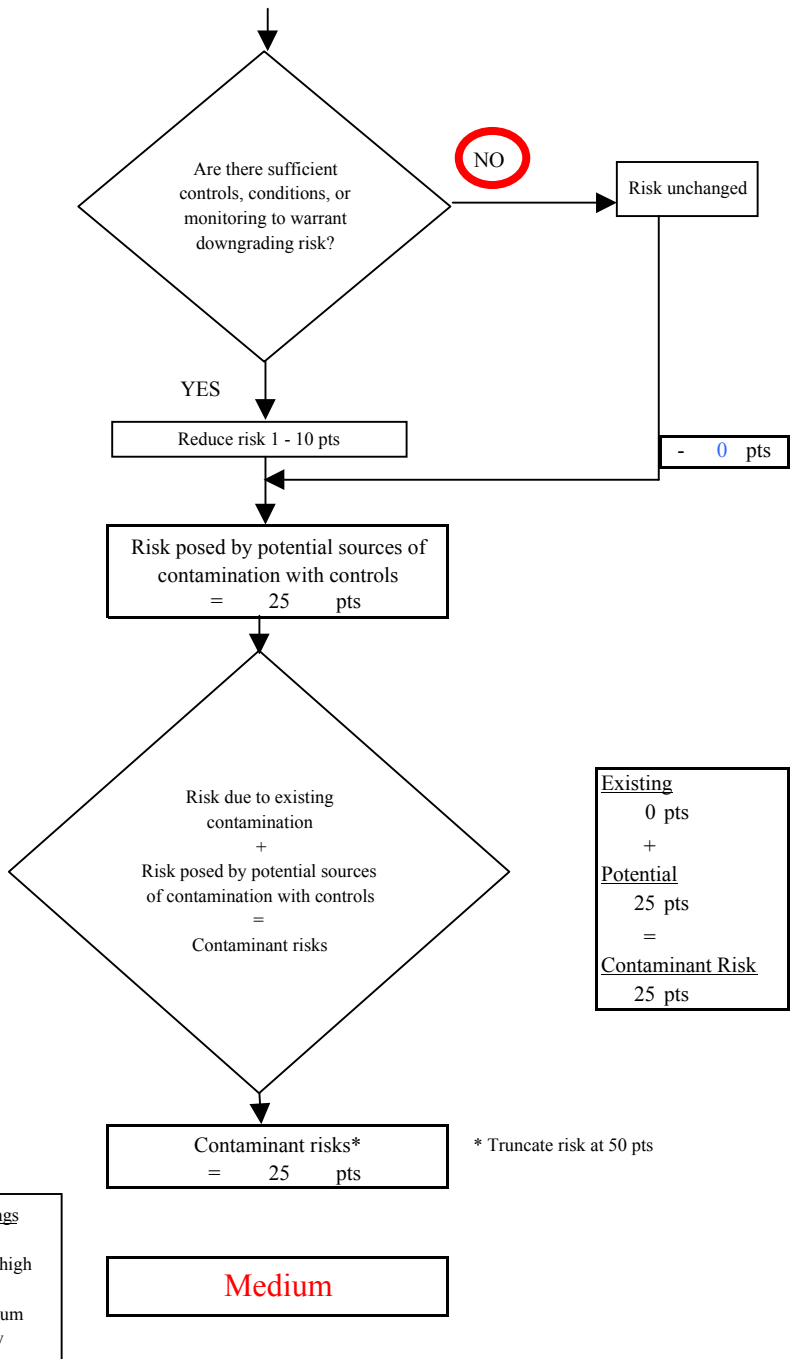 Are there sufficient
controls, conditions, or
monitoring to warrant
downgrading risk?
NO
Risk unchanged
YES
Reduce risk 1 - 10 pts
- 0 pts
Risk posed by potential sources of
contamination with controls
= 25 pts
Risk due to existing
contamination
+
Risk posed by potential sources
of contamination with controls
=
Contaminant risks
Existing
0 pts
+
Potential
25 pts
=
Contaminant Risk
25 pts
Contaminant risks*
= 25 pts
* Truncate risk at 50 pts
high
Medium